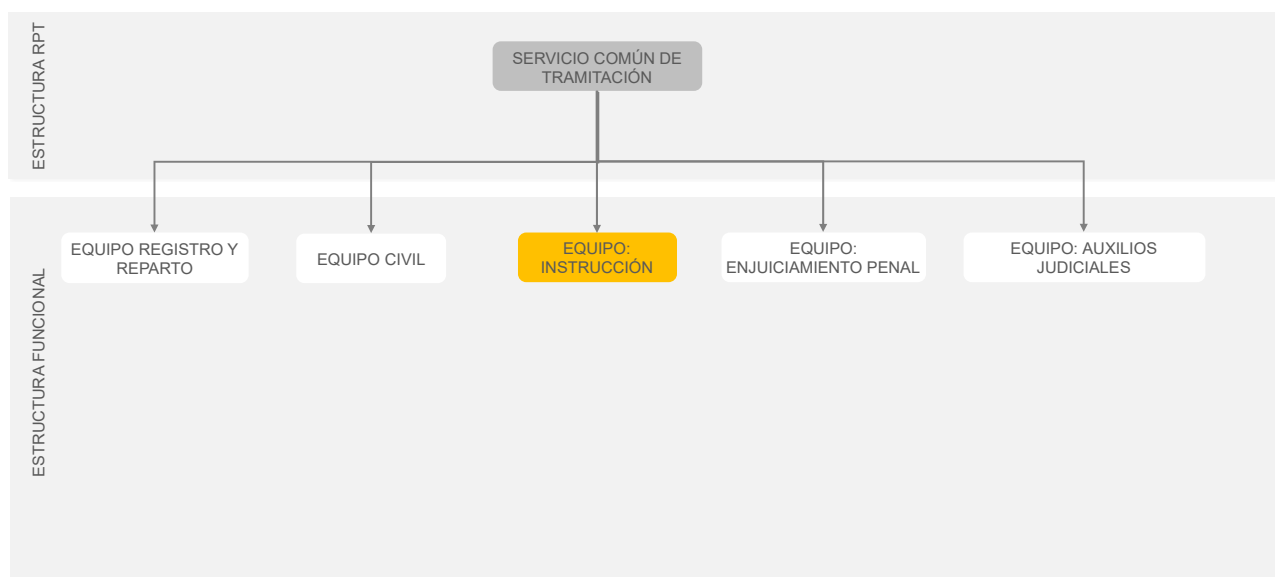 ESTRUCTURA RPT
SERVICIO COMÚN DE
TRAMITACIÓN
ESTRUCTURA FUNCIONAL
EQUIPO REGISTRO Y
REPARTO
EQUIPO CIVIL
EQUIPO:
INSTRUCCIÓN
EQUIPO:
ENJUICIAMIENTO PENAL
EQUIPO: AUXILIOS
JUDICIALES